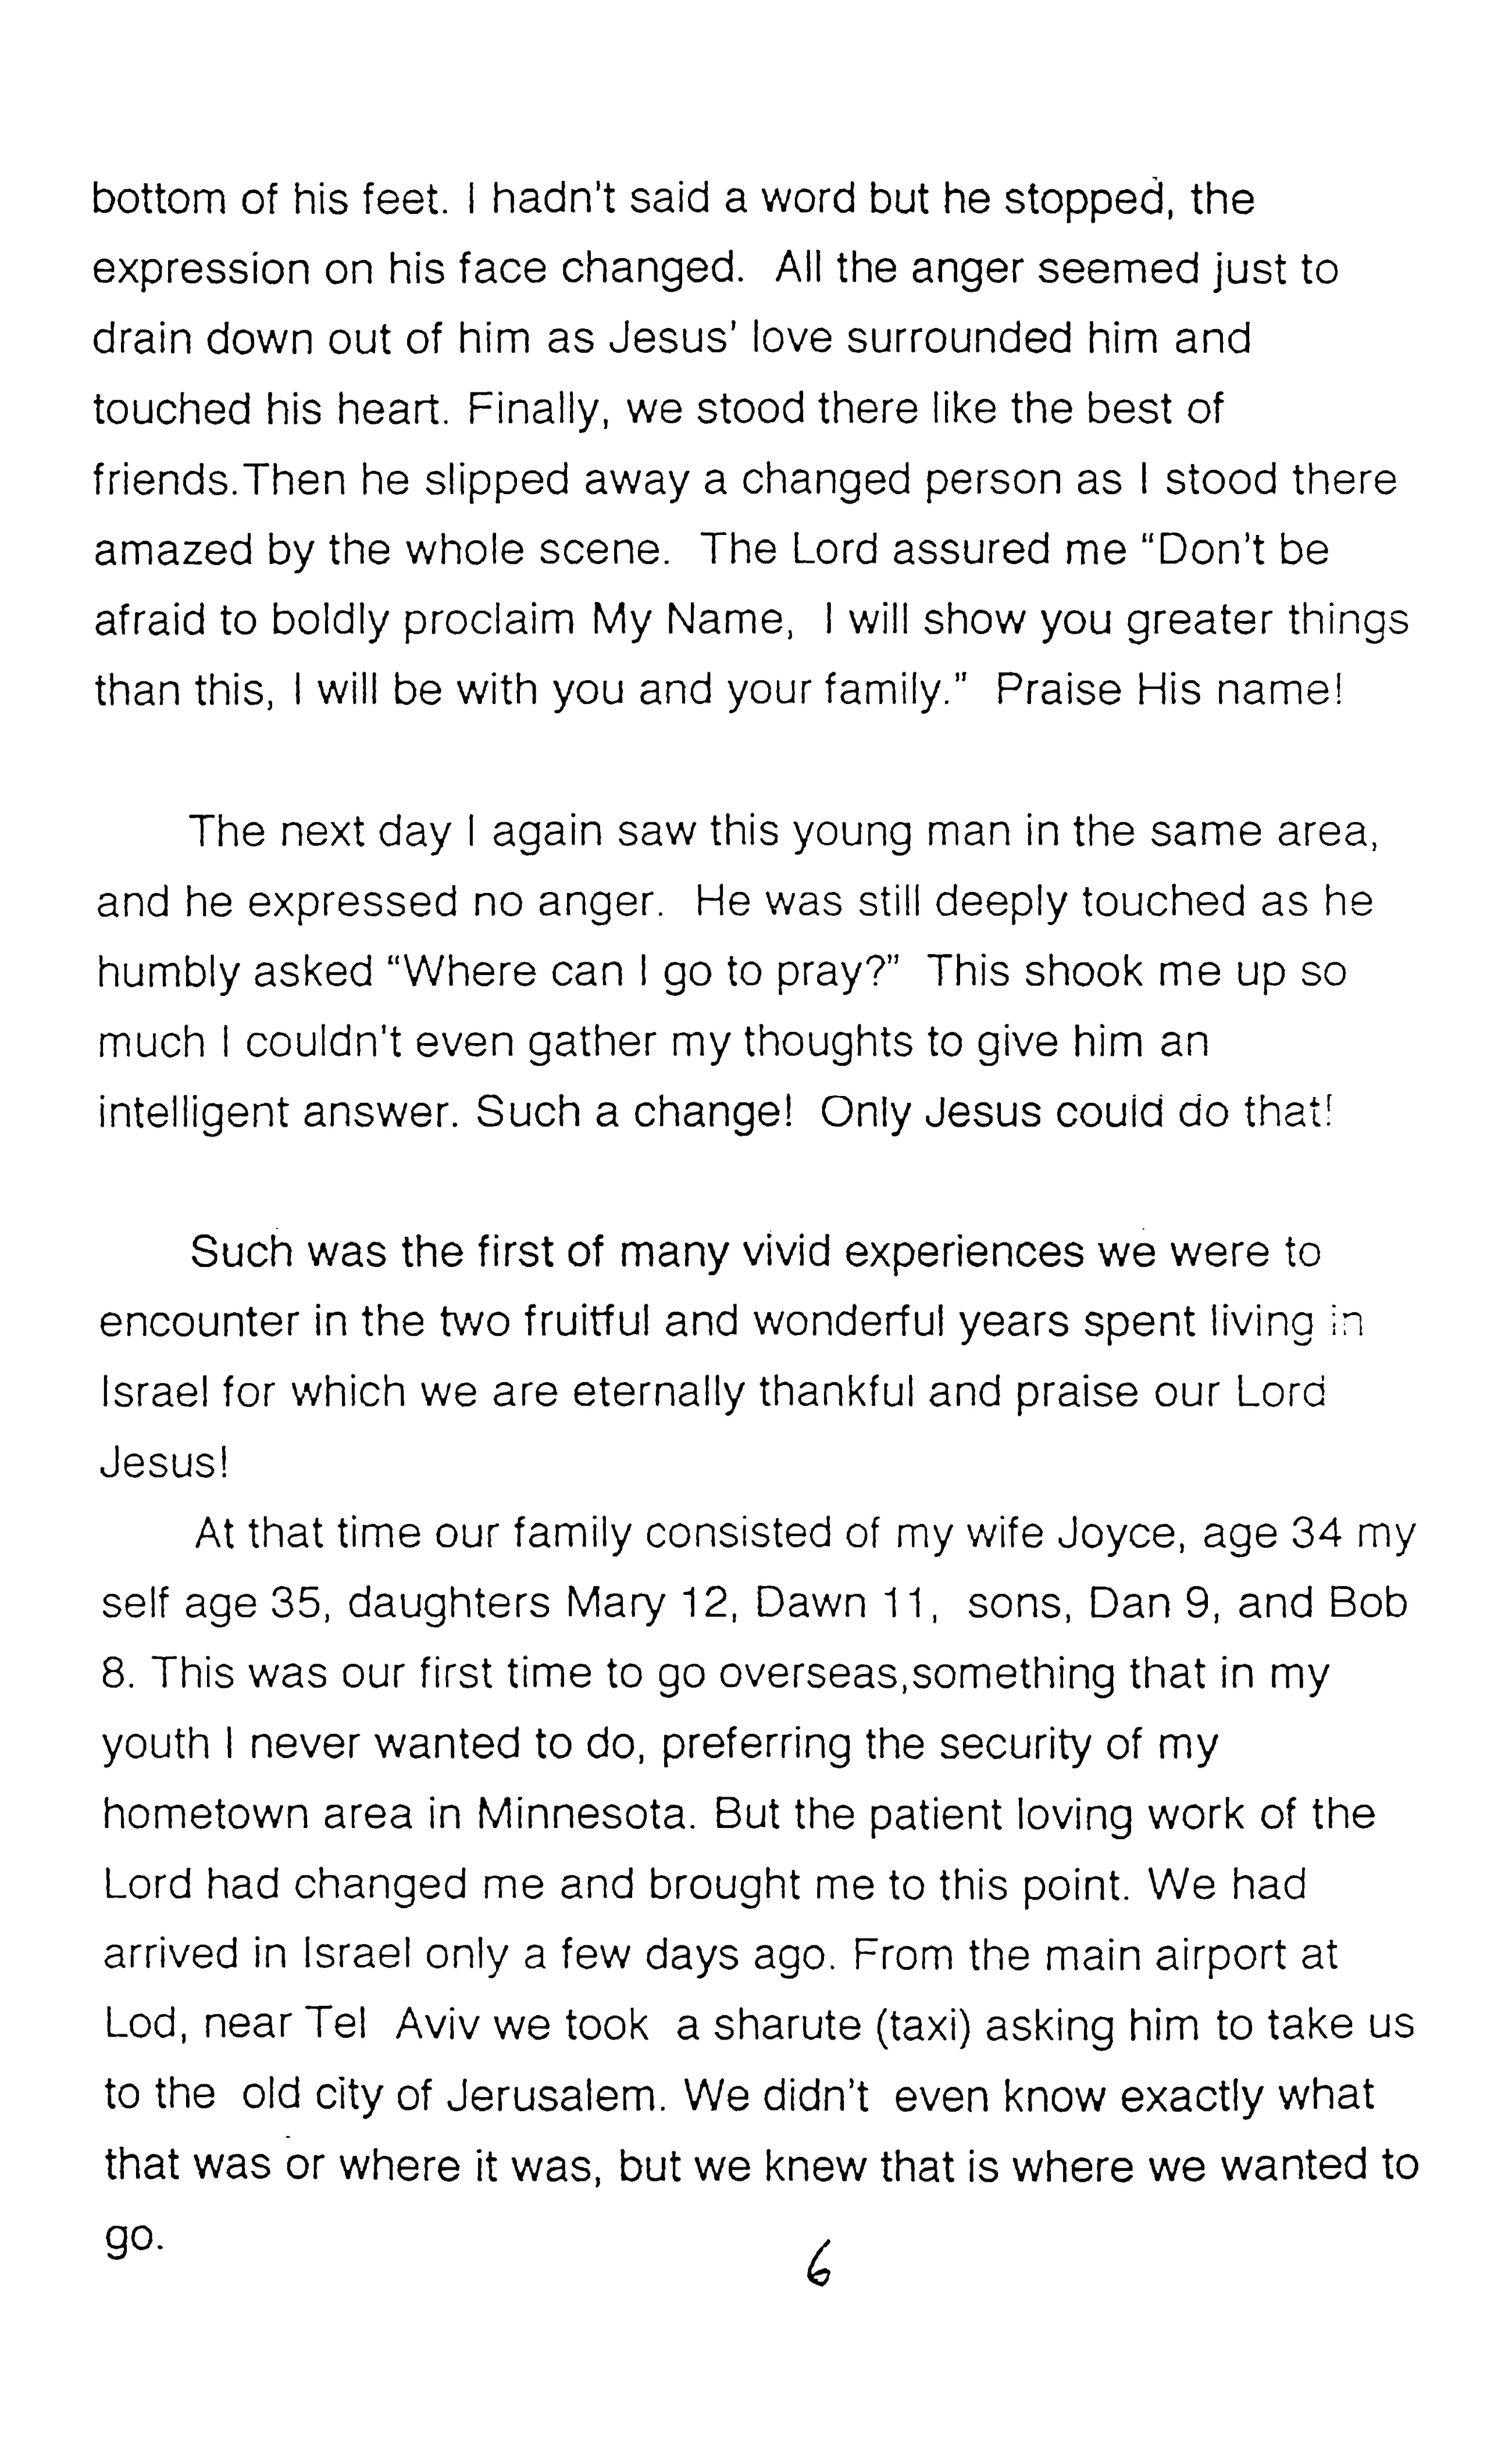 bottom of his feet. I hadn't said a word but he stopped, the
expression on his face changed.  All the anger seemed just to
drain down out of him as Jesus' love surrounded him and
touched his heart. Finally, we stood there like the best of
friends.Then he slipped away a changed person as I stood there
amazed by the whole scene.  The Lord assured me “Don't be
afraid to boldly proclaim My Name,  I will show you greater things
than this, I will be with you and your family.”  Praise His name!

The next day I again saw this young man in the same area,
and he expressed no anger.  He was still deeply touched as he
humbly asked “Where can I go to pray?”  This shook me up so
much I couldn't even gather my thoughts to give him an
intelligent answer. Such a change!  Only Jesus could do that!

Such was the first of many vivid experiences we were to
encounter in the two fruitful and wonderful years spent living in
Israel for which we are eternally thankful and praise our Lord
Jesus!
At that time our family consisted of my wife Joyce, age 34 my
self age 35, daughters Mary 12, Dawn 11,  sons, Dan 9, and Bob
8. This was our first time to go overseas,something that in my
youth I never wanted to do, preferring the security of my
hometown area in Minnesota. But the patient loving work of the
Lord had changed me and brought me to this point. We had
arrived in Israel only a few days ago. From the main airport at
Lod, near Tel  Aviv we took  a sharute (taxi) asking him to take us
to the  old city of Jerusalem. We didn't  even know exactly what
that was or where it was, but we knew that is where we wanted to
go.
6